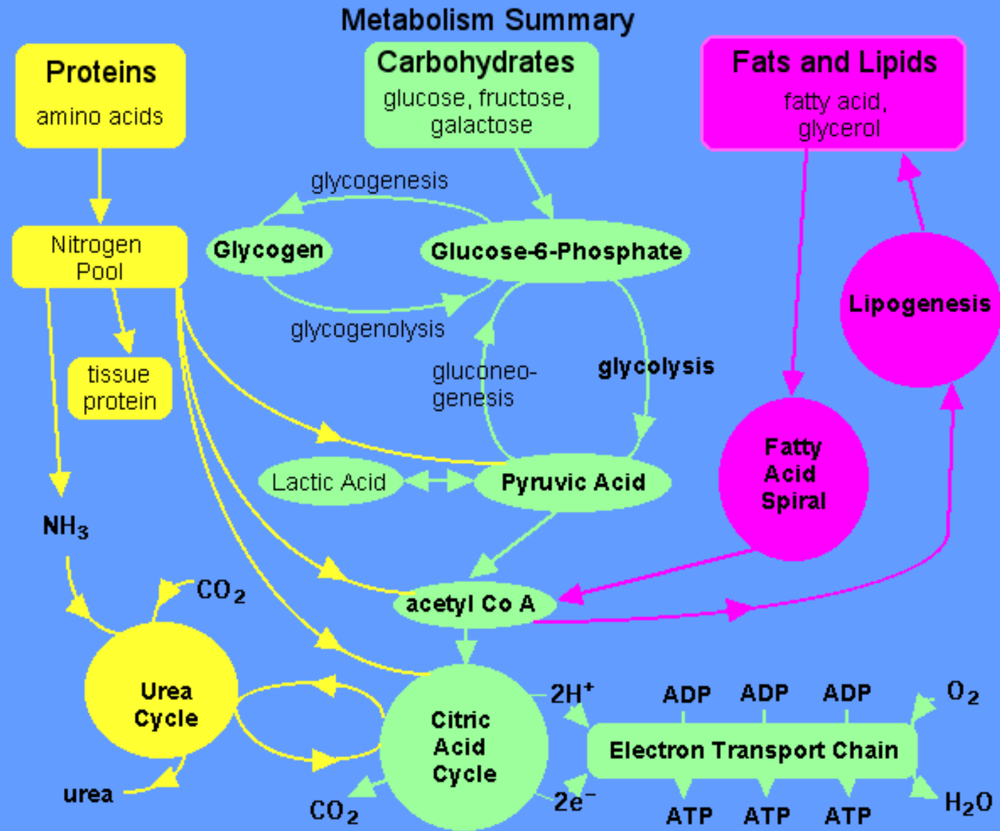 Metabolism Summary
Proteins
amino acids
Carbohydrates
glucose, fructose,
galactose
Fats and Lipids
fatty acid,
glycerol
glycogenesis
Nitrogen
Pool
Glycogen
Glucose-6-Phosphate
Lipogenesis
glycogenolysis
tissue
protein
gluconeo-
genesis
glycolysis
Fatty
Acid
Spiral
Lactic Acid
Pyruvic Acid
NH₃
CO₂
acetyl Co A
Urea
Cycle
Citric
Acid
Cycle
2H⁺
ADP ADP ADP
O₂
Electron Transport Chain
urea
CO₂
2e⁻
ATP ATP ATP
H₂O